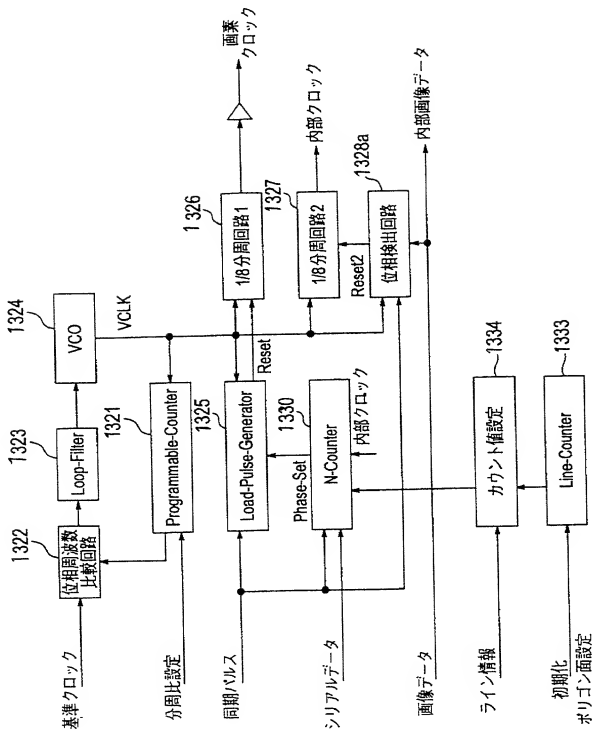 基準クロック
1322
位相周波数
比較回路
1323
Loop-Filter
1324
VCO
VCLK
分周比設定
1321
Programmable-Counter
同期パルス
1325
Load-Pulse-Generator
Reset
1326
1/8分周回路1
画素
クロック
Phase-Set
シリアルデータ
1330
N-Counter
内部クロック
1327
1/8分周回路2
内部クロック
Reset2
1328a
位相検出回路
画像データ
内部画像データ
ライン情報
1334
カウント値設定
初期化
ポリゴン面設定
1333
Line-Counter